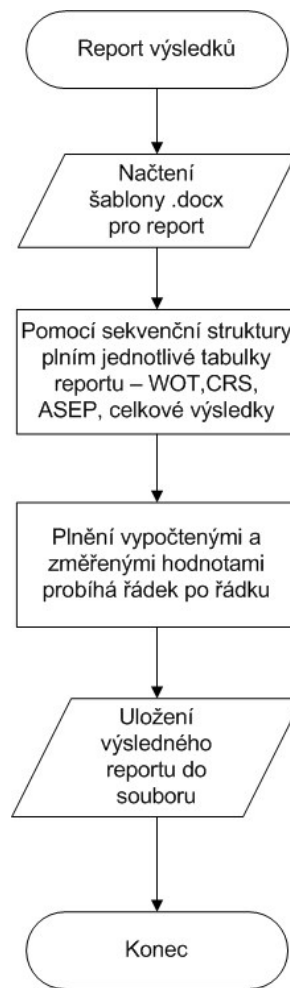 Report výsledků
Načtení
šablony .docx
pro report
Pomocí sekvenční struktury
plním jednotlivé tabulky
reportu – WOT,CRS,
ASEP, celkové výsledky
Plnění vypočtenými a
změřenými hodnotami
probíhá řádek po řádku
Uložení
výsledného
reportu do
souboru
Konec